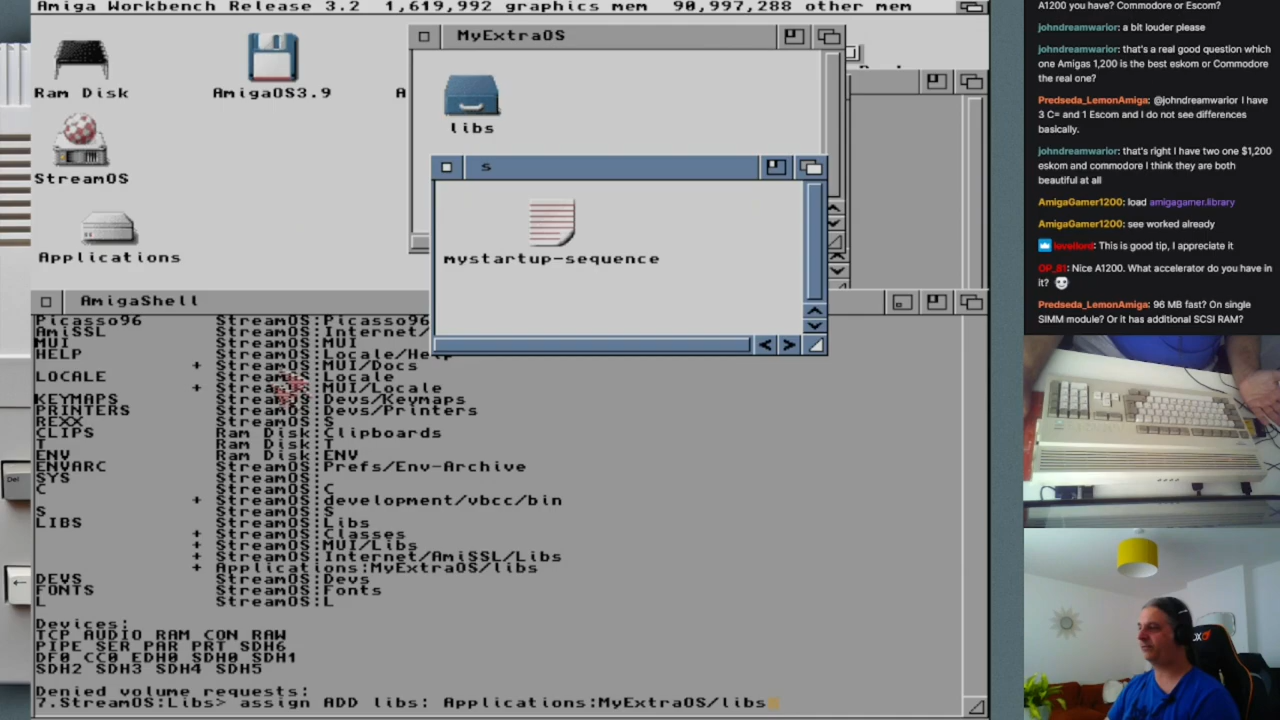 Amiga Workbench Release 3.2   1,619,992 graphics mem   90,997,288 other mem
MyExtraOS
Ram Disk
AmigaOS3.9
A
libs
s
StreamOS
mystartup-sequence
Applications
AmigaShell
Picasso96 StreamOS:Picasso96
AmiSSL StreamOS:Internet/
MUI StreamOS:MUI
HELP StreamOS:Locale/Help
+ StreamOS:MUI/Docs
LOCALE StreamOS:Locale
+ StreamOS:MUI/Locale
KEYMAPS StreamOS:Devs/Keymaps
PRINTERS StreamOS:Devs/Printers
REXX StreamOS:S
CLIPS Ram Disk:Clipboards
T Ram Disk:T
ENV Ram Disk:ENV
ENVARC StreamOS:Prefs/Env-Archive
SYS StreamOS:
C StreamOS:C
+ StreamOS:development/vbcc/bin
S StreamOS:S
LIBS StreamOS:Libs
+ StreamOS:Classes
+ StreamOS:MUI/Libs
+ StreamOS:Internet/AmiSSL/Libs
+ Applications:MyExtraOS/libs
DEVS StreamOS:Devs
FONTS StreamOS:Fonts
L StreamOS:L
Devices:
TCP AUDIO RAM CON RAW
PIPE SER PAR PRT SDH6
DF0 CC0 EDH0 SDH0 SDH1
SDH2 SDH3 SDH4 SDH5
Denied volume requests:
7.StreamOS:Libs> assign ADD libs: Applications:MyExtraOS/libs
Del
A1200 you have? Commodore or Escom?
johndreamwarior: a bit louder please
johndreamwarior: that's a real good question which
one Amigas 1,200 is the best eskom or Commodore
the real one?
Predseda_LemonAmiga: @johndreamwarior I have
3 C= and 1 Escom and I do not see differences
basically.
johndreamwarior: that's right I have two one $1,200
eskom and commodore I think they are both
beautiful at all
AmigaGamer1200: load amigagamer.library
AmigaGamer1200: see worked already
: This is good tip, I appreciate it
: Nice A1200. What accelerator do you have in
it?
Predseda_LemonAmiga: 96 MB fast? On single
SIMM module? Or it has additional SCSI RAM?